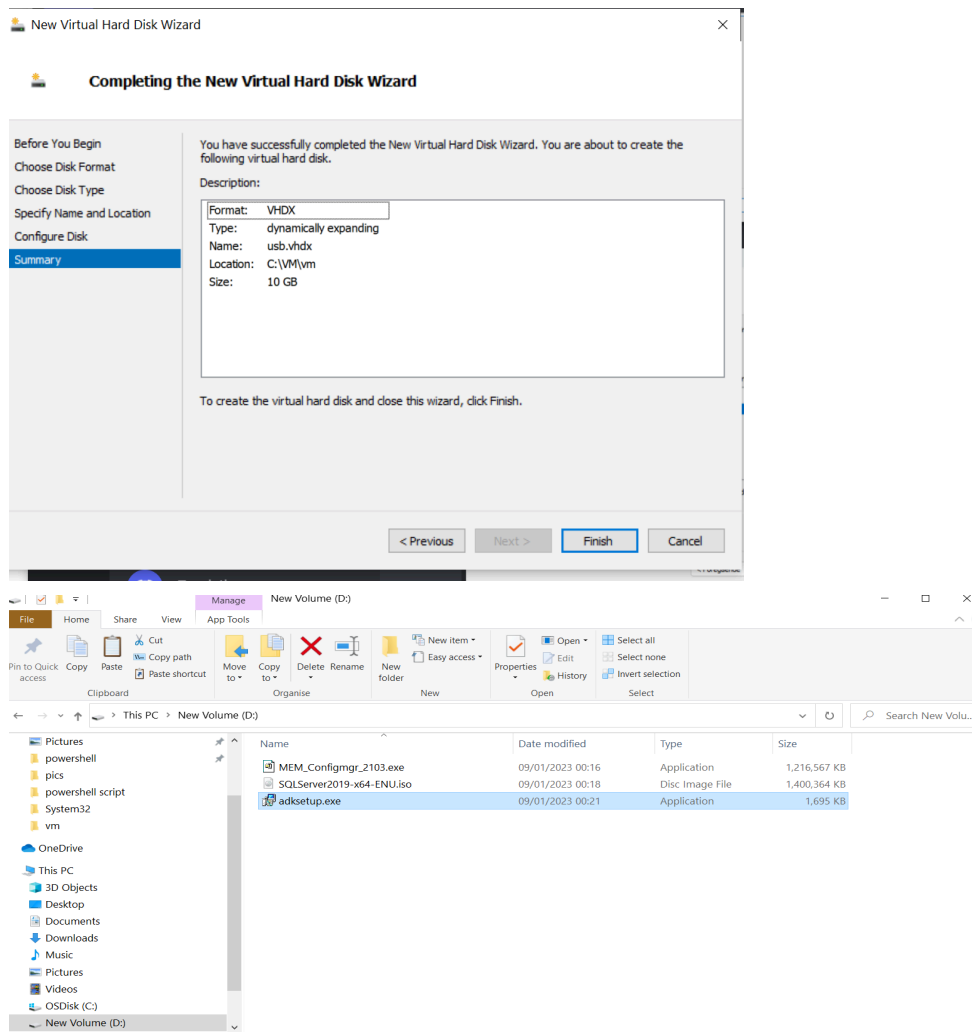 New Virtual Hard Disk Wizard
Completing the New Virtual Hard Disk Wizard
Before You Begin
Choose Disk Format
Choose Disk Type
Specify Name and Location
Configure Disk
Summary
You have successfully completed the New Virtual Hard Disk Wizard. You are about to create the
following virtual hard disk.
Description:
Format: VHDX
Type: dynamically expanding
Name: usb.vhdx
Location: C:\VM\vm
Size: 10 GB
To create the virtual hard disk and close this wizard, click Finish.
< Previous
Next >
Finish
Cancel
Manage
New Volume (D:)
File
Home
Share
View
App Tools
Pin to Quick
access
Copy
Paste
Cut
Copy path
Paste shortcut
Clipboard
Move
to
Copy
to
Delete
Rename
Organise
New
folder
New item
Easy access
New
Properties
Open
Edit
History
Open
Select all
Select none
Invert selection
Select
This PC > New Volume (D:)
Search New Volu...
Pictures
powershell
pics
powershell script
System32
vm
OneDrive
This PC
3D Objects
Desktop
Documents
Downloads
Music
Pictures
Videos
OSDisk (C:)
New Volume (D:)
Name Date modified Type Size
MEM_Configmgr_2103.exe 09/01/2023 00:16 Application 1,216,567 KB
SQLServer2019-x64-ENU.iso 09/01/2023 00:18 Disc Image File 1,400,364 KB
adksetup.exe 09/01/2023 00:21 Application 1,695 KB